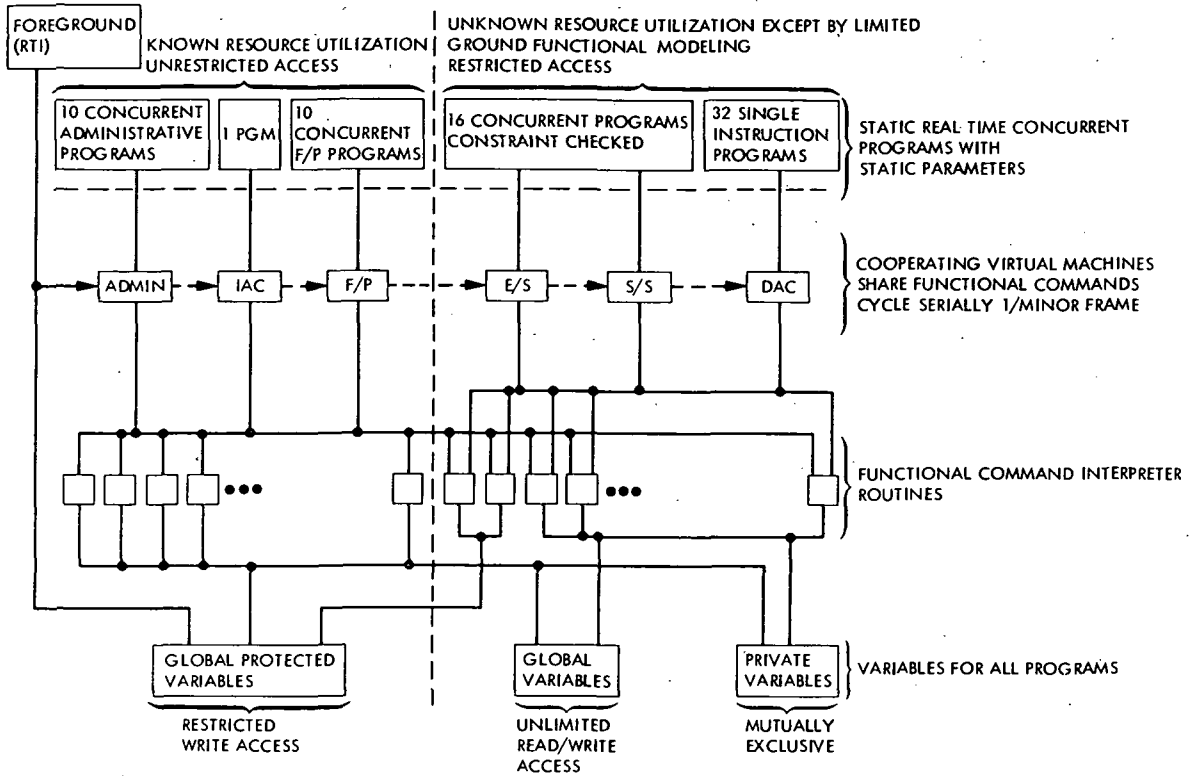 FOREGROUND
(RTI)
KNOWN RESOURCE UTILIZATION
UNRESTRICTED ACCESS
UNKNOWN RESOURCE UTILIZATION EXCEPT BY LIMITED
GROUND FUNCTIONAL MODELING
RESTRICTED ACCESS
10 CONCURRENT
ADMINISTRATIVE
PROGRAMS
1 PGM
10
CONCURRENT
F/P PROGRAMS
16 CONCURRENT PROGRAMS
CONSTRAINT CHECKED
32 SINGLE
INSTRUCTION
PROGRAMS
STATIC REAL TIME CONCURRENT
PROGRAMS WITH
STATIC PARAMETERS
ADMIN
IAC
F/P
E/S
S/S
DAC
COOPERATING VIRTUAL MACHINES
SHARE FUNCTIONAL COMMANDS
CYCLE SERIALLY 1/MINOR FRAME
FUNCTIONAL COMMAND INTERPRETER
ROUTINES
GLOBAL PROTECTED
VARIABLES
GLOBAL
VARIABLES
PRIVATE
VARIABLES
VARIABLES FOR ALL PROGRAMS
RESTRICTED
WRITE ACCESS
UNLIMITED
READ/WRITE
ACCESS
MUTUALLY
EXCLUSIVE